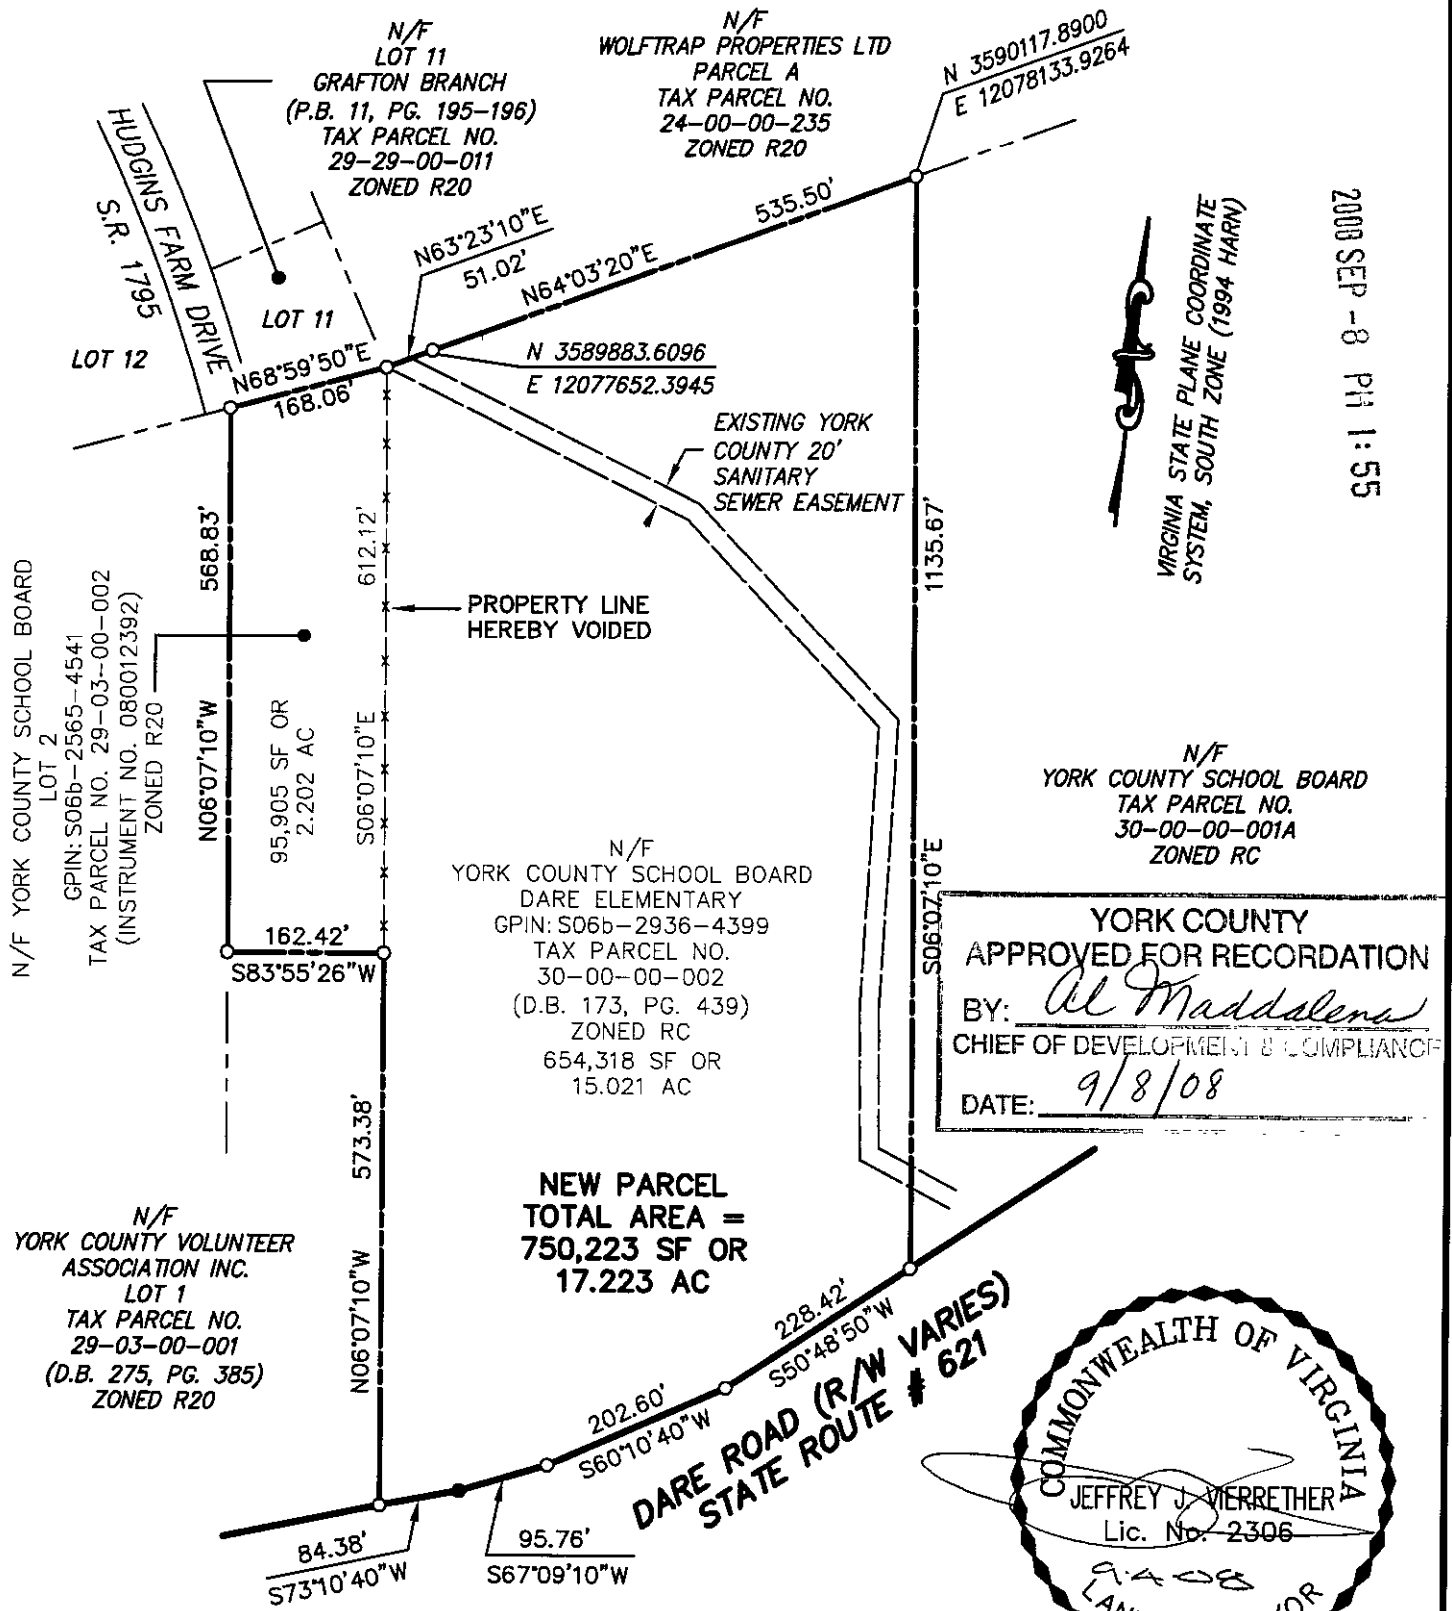 N/F
LOT 11
GRAFTON BRANCH
(P.B. 11, PG. 195-196)
TAX PARCEL NO.
29-29-00-011
ZONED R20
N/F
WOLFTRAP PROPERTIES LTD
PARCEL A
TAX PARCEL NO.
24-00-00-235
ZONED R20
N 3590117.8900
E 12078133.9264
HUDGINS FARM DRIVE
S.R. 1795
LOT 12
LOT 11
N63°23'10"E
51.02'
535.50'
N64°03'20"E
N68°59'50"E
168.06'
N 3589883.6096
E 12077652.3945
VIRGINIA STATE PLANE COORDINATE
SYSTEM, SOUTH ZONE (1994 HARN)
2008 SEP -8 PM 1:55
EXISTING YORK
COUNTY 20'
SANITARY
SEWER EASEMENT
568.83'
N06°07'10"W
612.12'
S06°07'10"E
1135.67'
S06°07'10"E
PROPERTY LINE
HEREBY VOIDED
N/F YORK COUNTY SCHOOL BOARD
LOT 2
GPIN: S06b-2565-4541
TAX PARCEL NO. 29-03-00-002
(INSTRUMENT NO. 080012392)
ZONED R20
95,905 SF OR
2.202 AC
N/F
YORK COUNTY SCHOOL BOARD
TAX PARCEL NO.
30-00-00-001A
ZONED RC
N/F
YORK COUNTY SCHOOL BOARD
DARE ELEMENTARY
GPIN: S06b-2936-4399
TAX PARCEL NO.
30-00-00-002
(D.B. 173, PG. 439)
ZONED RC
654,318 SF OR
15.021 AC
162.42'
S83°55'26"W
YORK COUNTY
APPROVED FOR RECORDATION
BY: Al Maddalena
CHIEF OF DEVELOPMENT & COMPLIANCE
DATE: 9/8/08
573.38'
N06°07'10"W
NEW PARCEL
TOTAL AREA =
750,223 SF OR
17.223 AC
N/F
YORK COUNTY VOLUNTEER
ASSOCIATION INC.
LOT 1
TAX PARCEL NO.
29-03-00-001
(D.B. 275, PG. 385)
ZONED R20
228.42'
S50°48'50"W
202.60'
S60°10'40"W
DARE ROAD (R/W VARIES)
STATE ROUTE # 621
84.38'
S73°10'40"W
95.76'
S67°09'10"W
COMMONWEALTH OF VIRGINIA
JEFFREY J. VIERRETHER
Lic. No. 2306
9-4-08